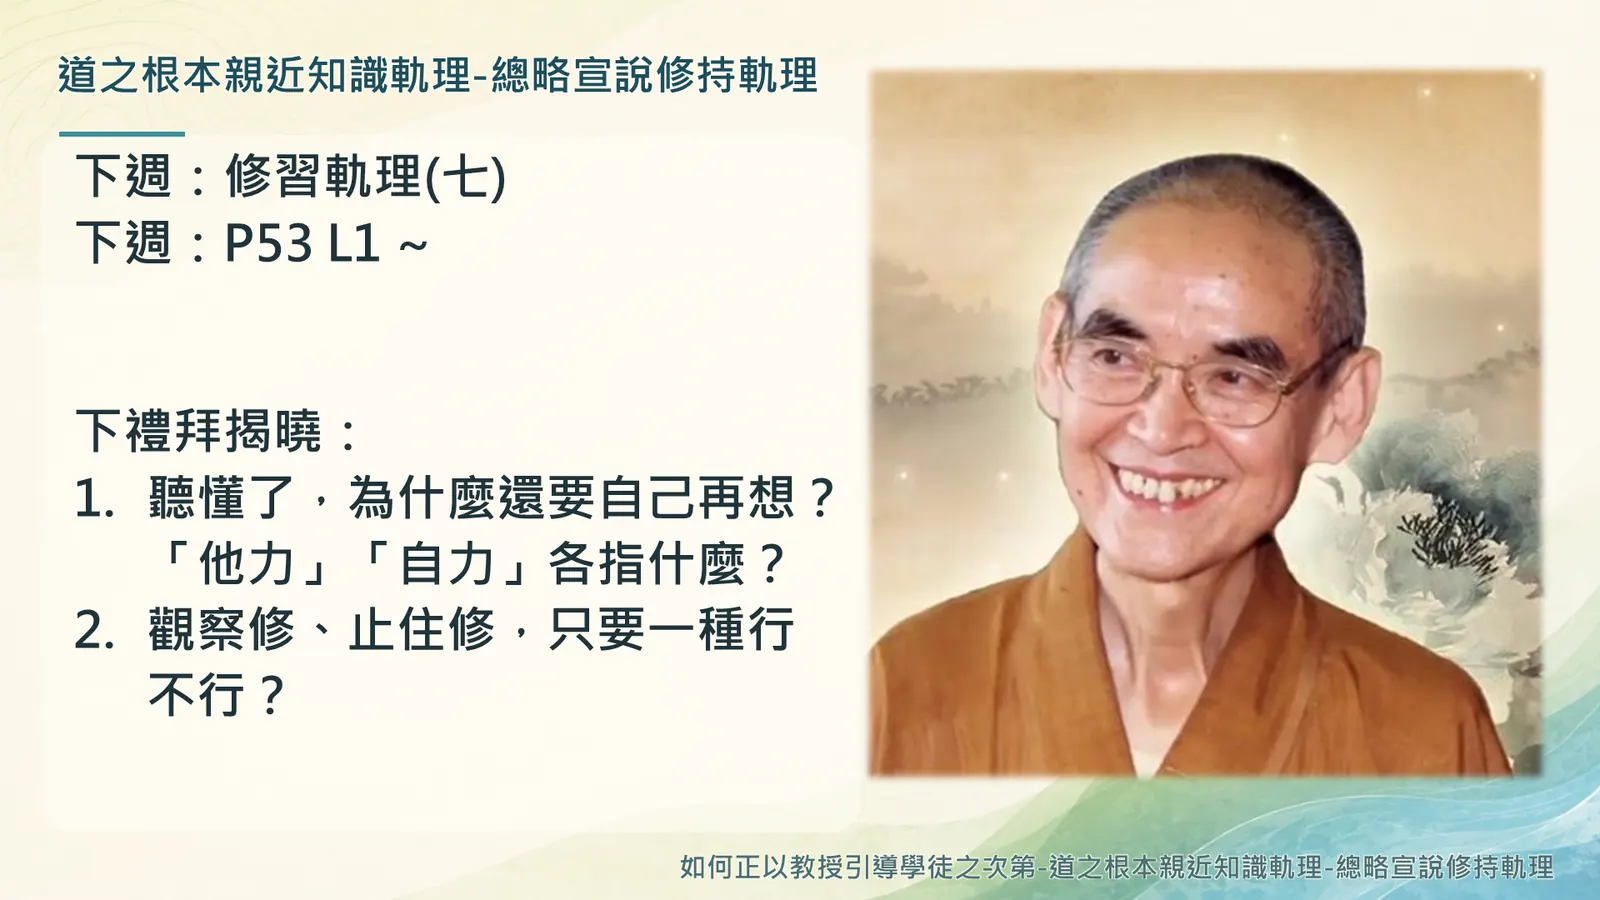 道之根本親近知識軌理-總略宣說修持軌理
下週：修習軌理(七)
下週：P53 L1 ~
下禮拜揭曉：
1. 聽懂了，為什麼還要自己再想？
「他力」「自力」各指什麼？
2. 觀察修、止住修，只要一種行
不行？
如何正以教授引導學徒之次第-道之根本親近知識軌理-總略宣說修持軌理